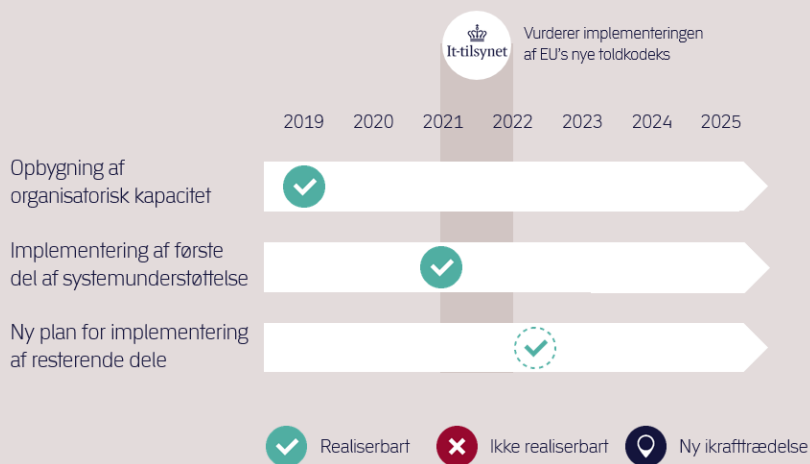 It-tilsynet
Vurderer implementeringen
af EU's nye toldkodeks
2019 2020 2021 2022 2023 2024 2025
Opbygning af
organisatorisk kapacitet
Implementering af første
del af systemunderstøttelse
Ny plan for implementering
af resterende dele
Realiserbart Ikke realiserbart Ny ikrafttrædelse